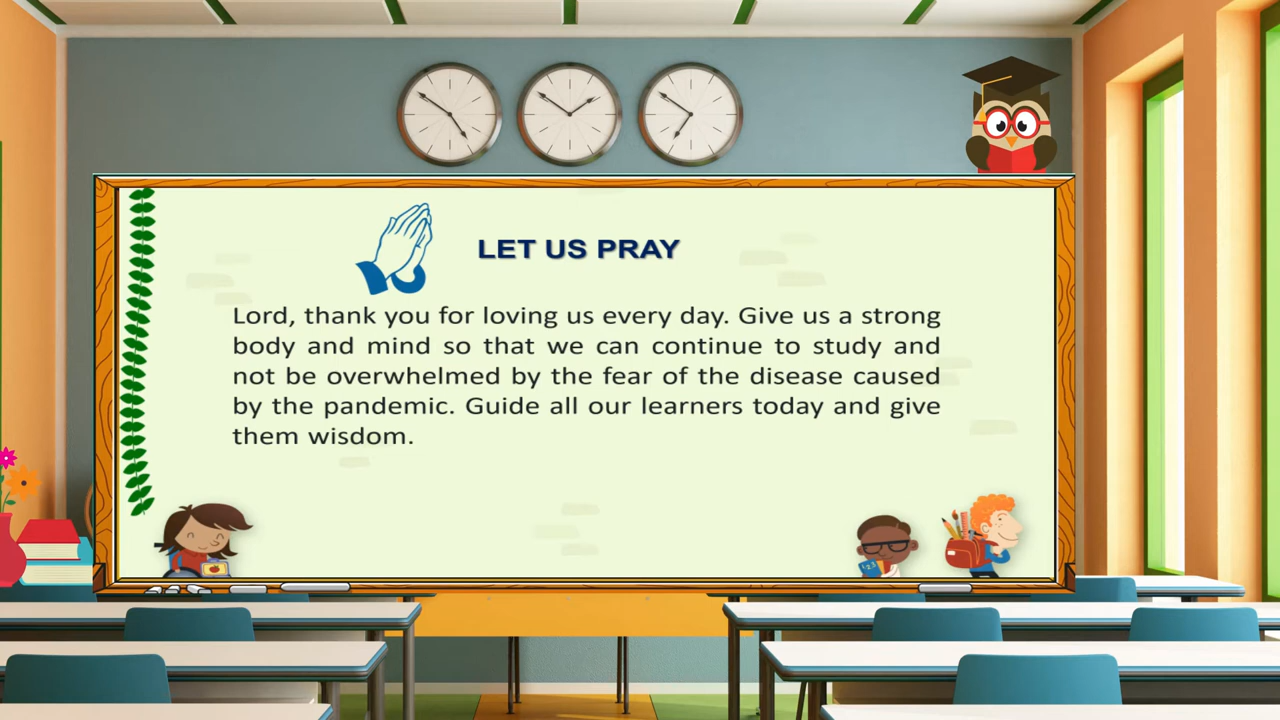 LET US PRAY
Lord, thank you for loving us every day. Give us a strong
body and mind so that we can continue to study and
not be overwhelmed by the fear of the disease caused
by the pandemic. Guide all our learners today and give
them wisdom.
123